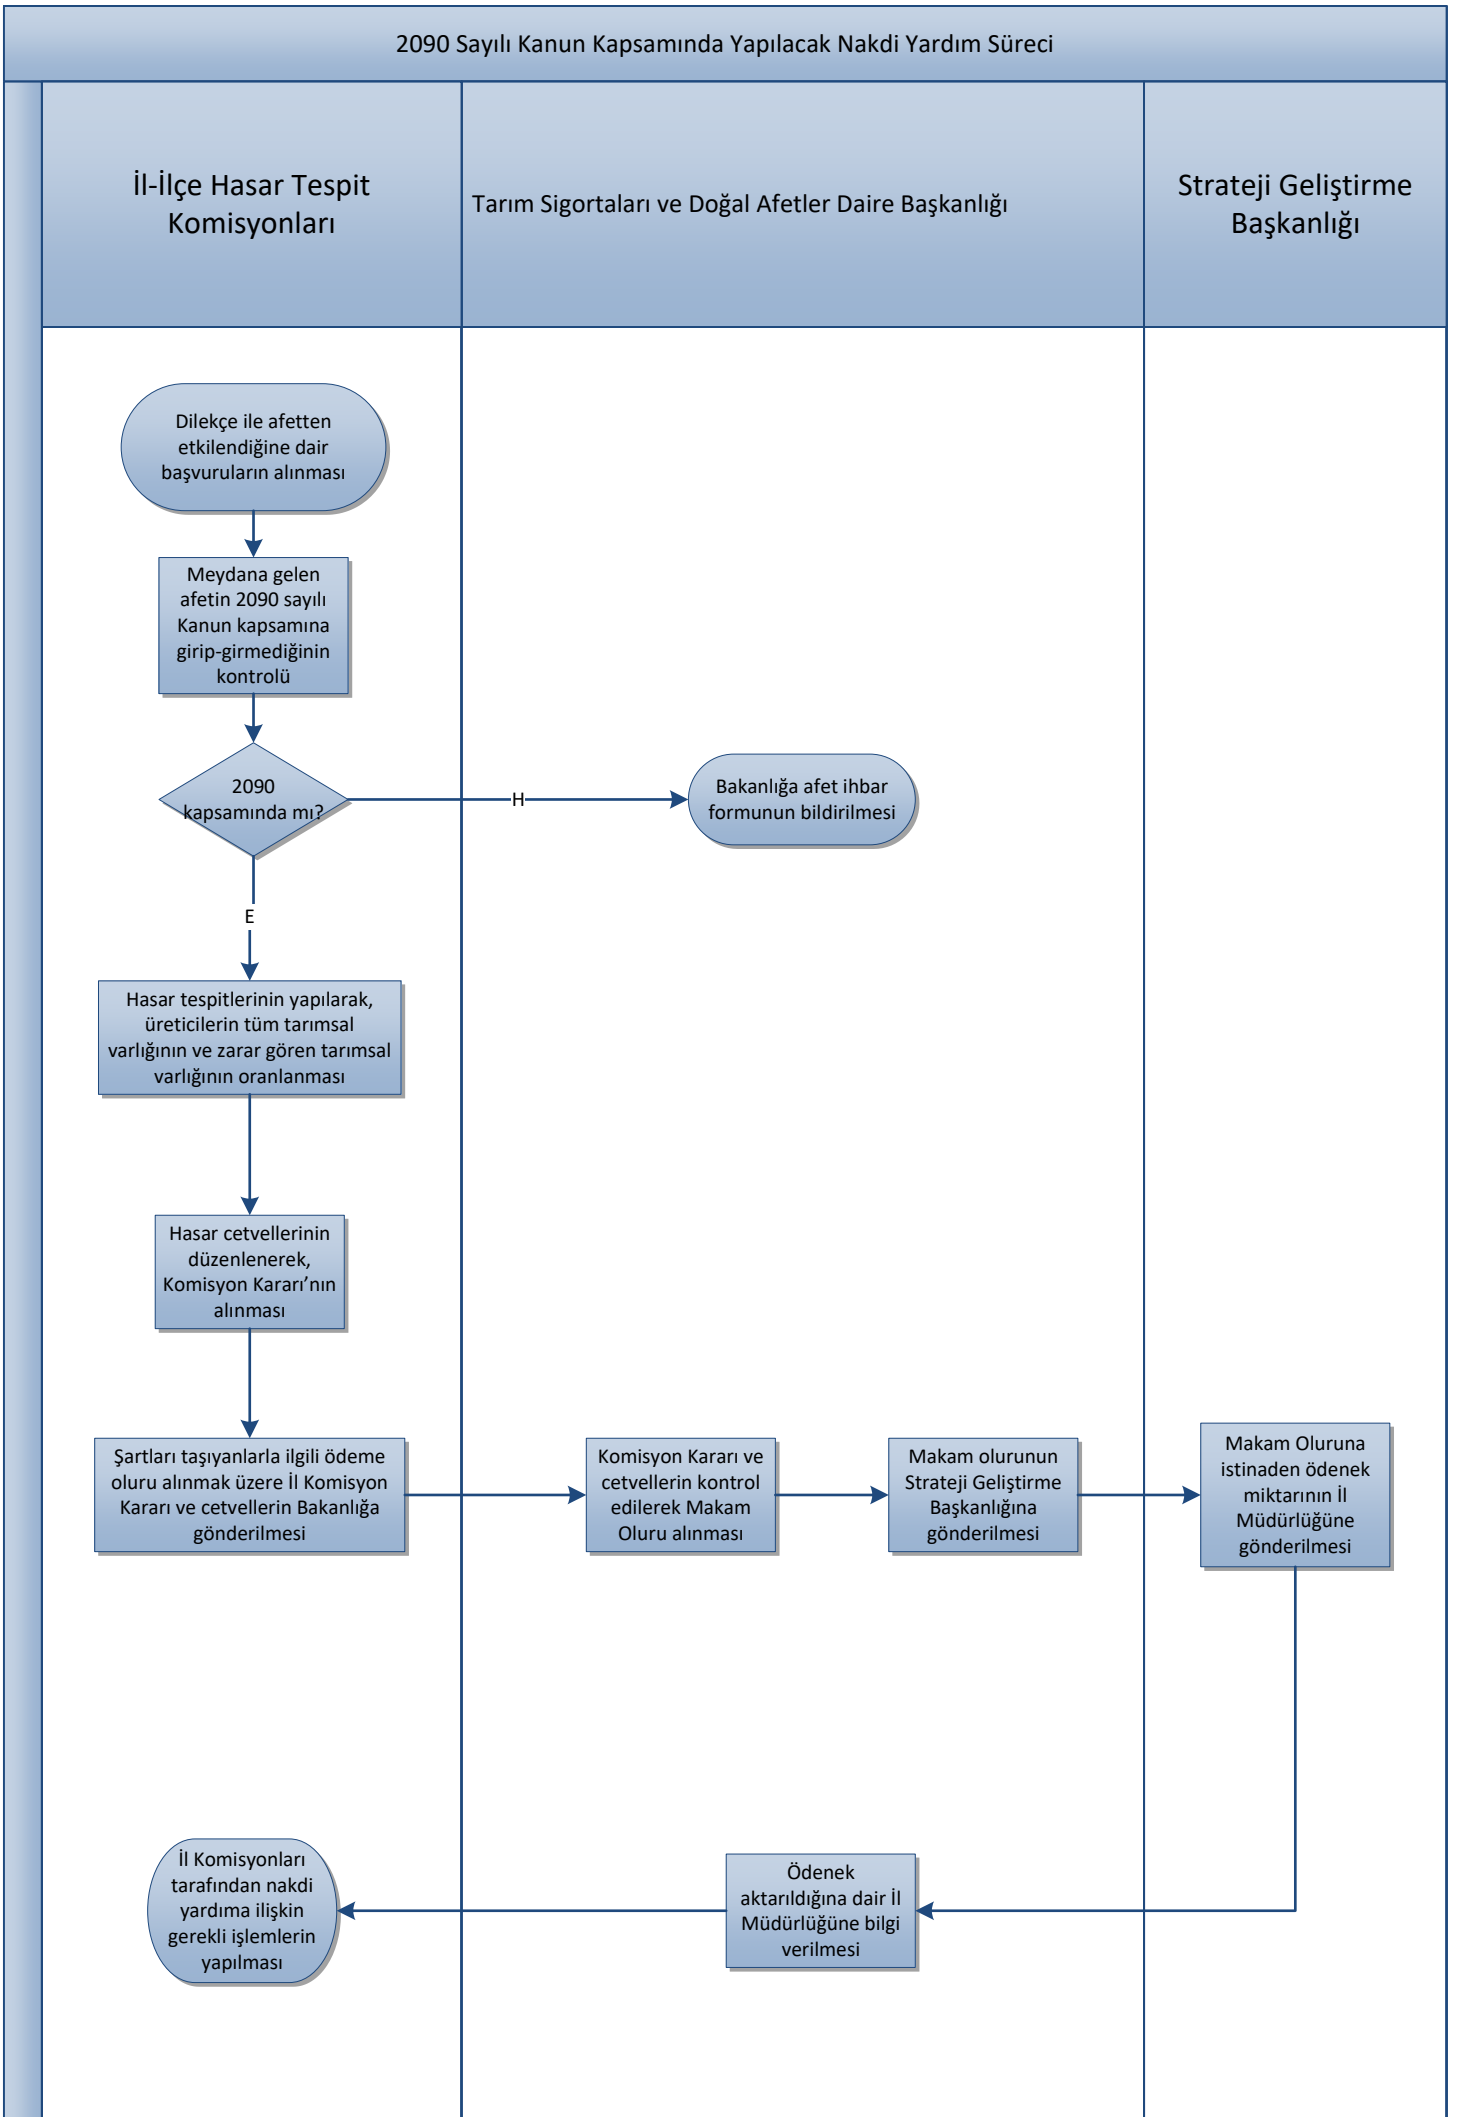 2090 Sayılı Kanun Kapsamında Yapılacak Nakdi Yardım Süreci
İl-İlçe Hasar Tespit
Komisyonları
Tarım Sigortaları ve Doğal Afetler Daire Başkanlığı
Strateji Geliştirme
Başkanlığı
Dilekçe ile afetten
etkilendiğine dair
başvuruların alınması
Meydana gelen
afetin 2090 sayılı
Kanun kapsamına
girip-girmediğinin
kontrolü
2090
kapsamında mı?
H
Bakanlığa afet ihbar
formunun bildirilmesi
E
Hasar tespitlerinin yapılarak,
üreticilerin tüm tarımsal
varlığının ve zarar gören tarımsal
varlığının oranlanması
Hasar cetvellerinin
düzenlenerek,
Komisyon Kararı’nın
alınması
Şartları taşıyanlarla ilgili ödeme
oluru alınmak üzere İl Komisyon
Kararı ve cetvellerin Bakanlığa
gönderilmesi
Komisyon Kararı ve
cetvellerin kontrol
edilerek Makam
Oluru alınması
Makam olurunun
Strateji Geliştirme
Başkanlığına
gönderilmesi
Makam Oluruna
istinaden ödenek
miktarının İl
Müdürlüğüne
gönderilmesi
İl Komisyonları
tarafından nakdi
yardıma ilişkin
gerekli işlemlerin
yapılması
Ödenek
aktarıldığına dair İl
Müdürlüğüne bilgi
verilmesi